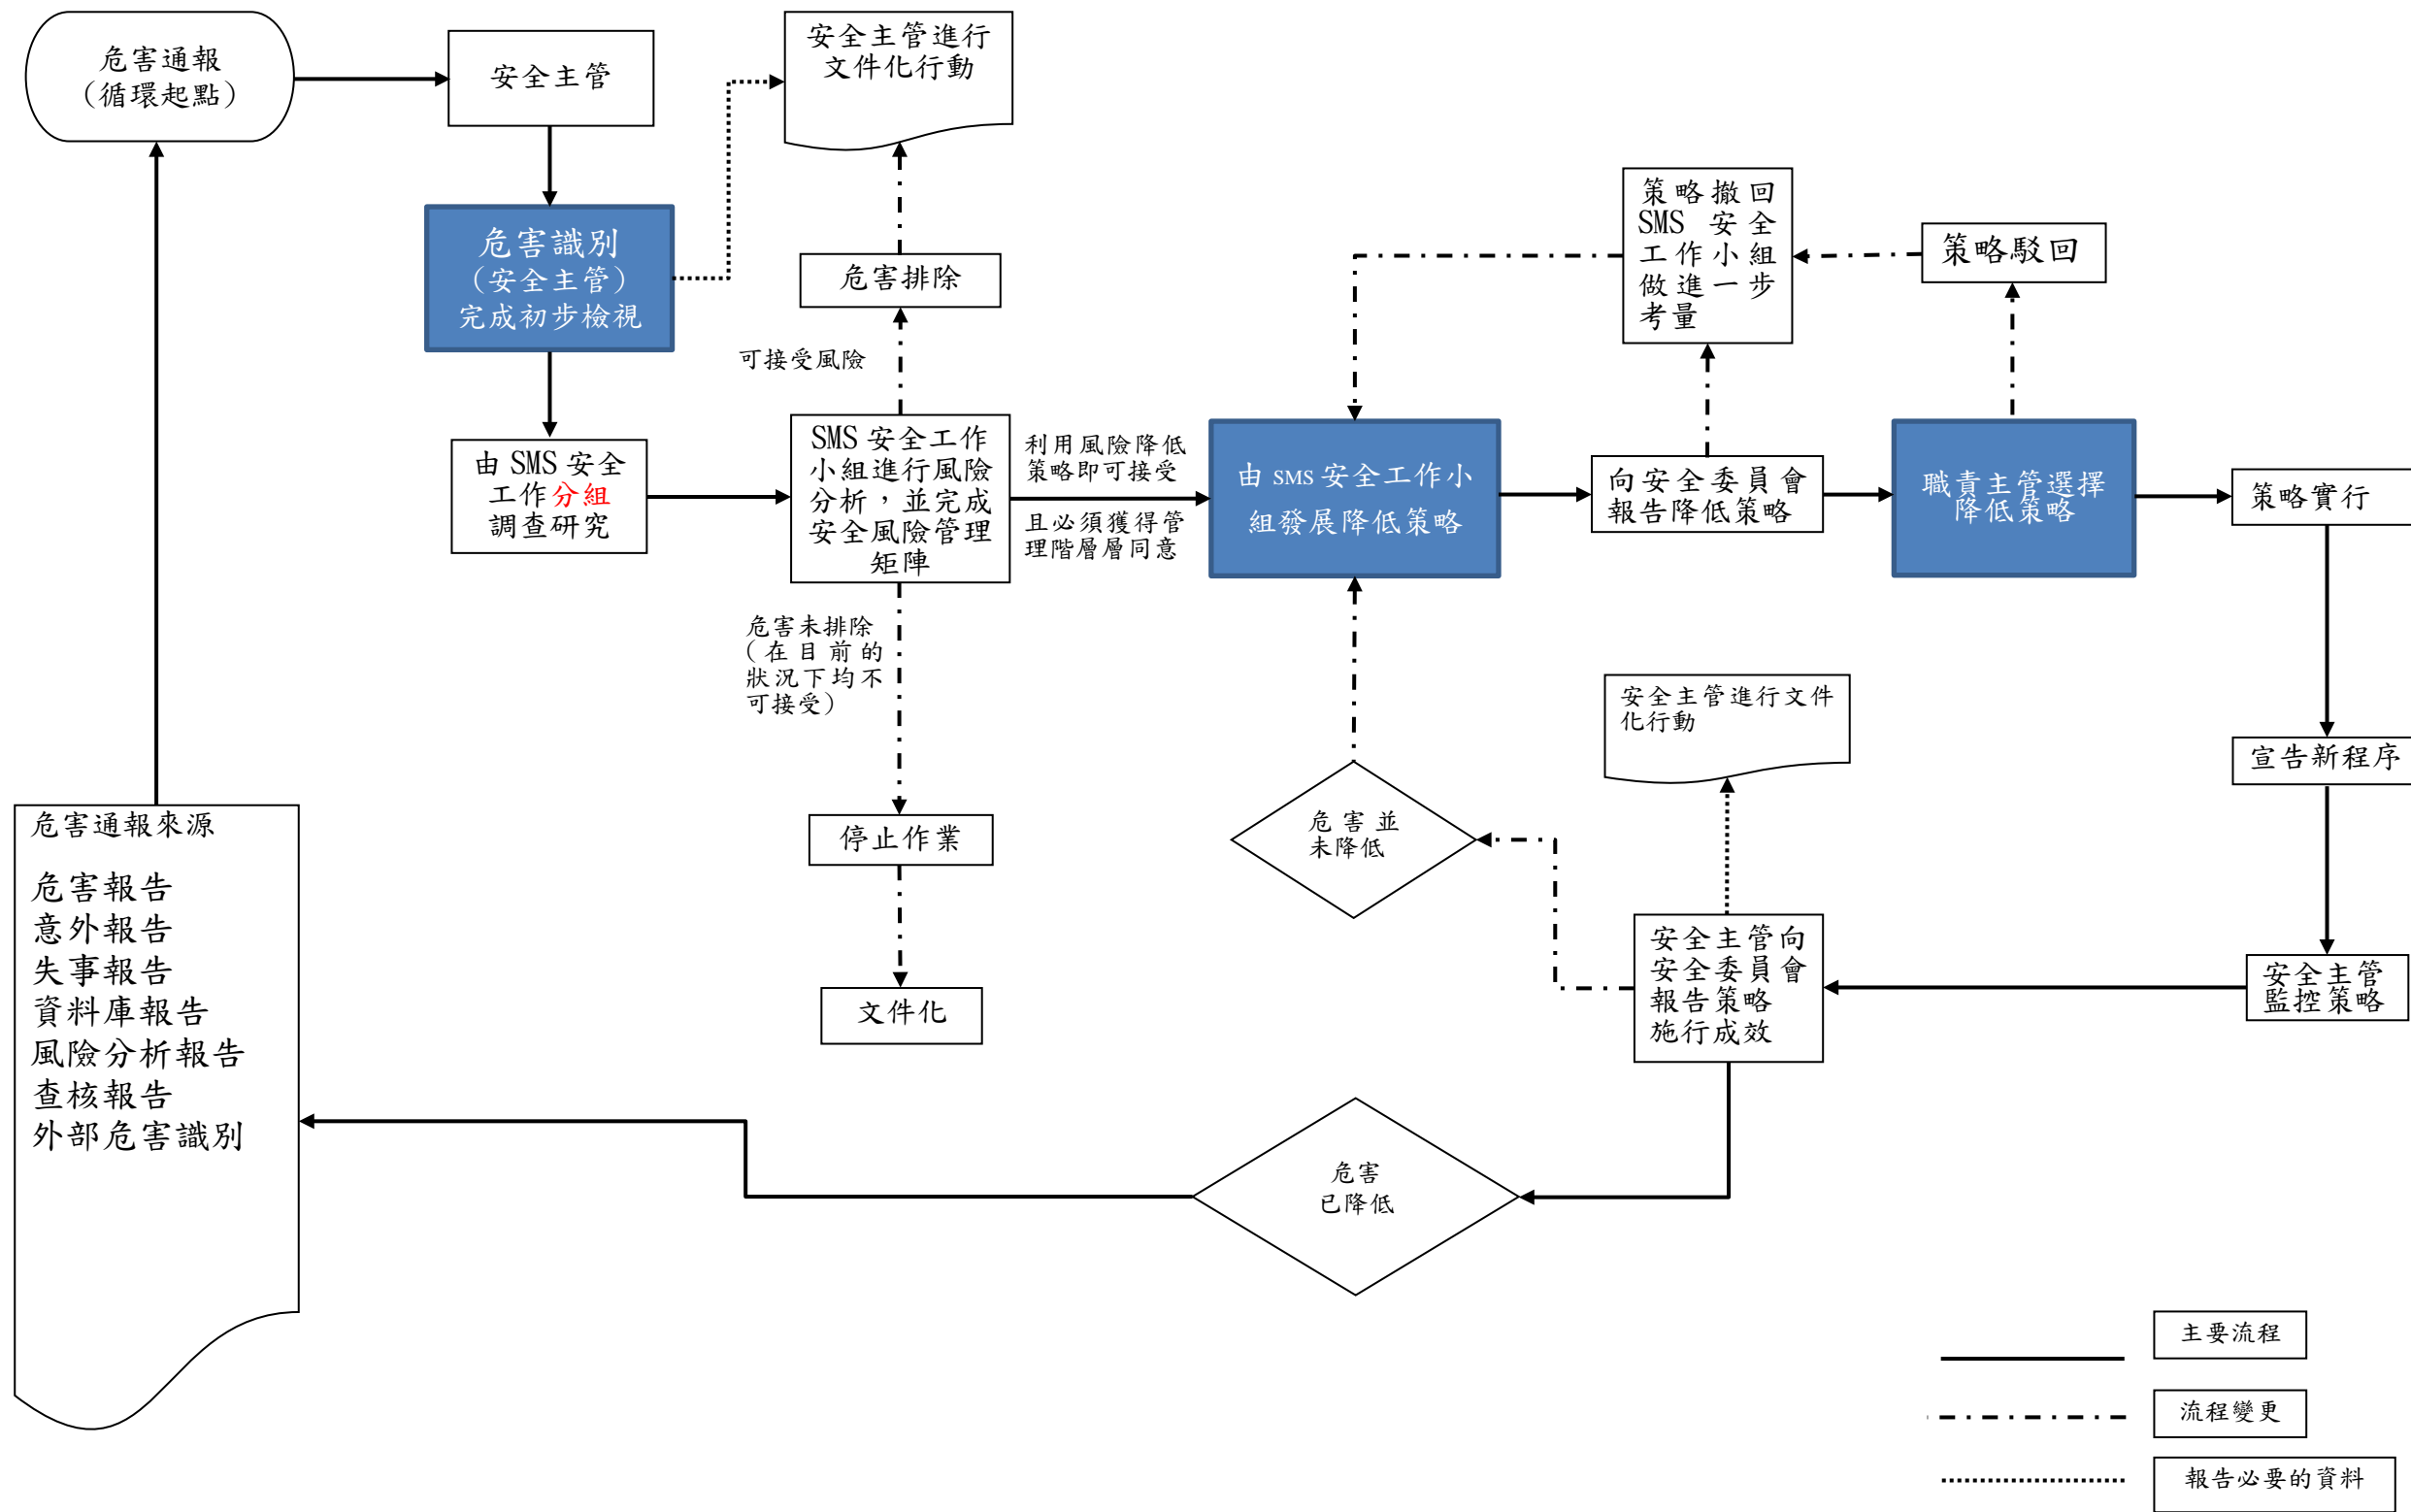 危害通報
（循環起點）
安全主管
安全主管進行
文件化行動
危害識別
（安全主管）
完成初步檢視
危害排除
可接受風險
策略撤回
SMS 安全
工作小組
做進一步
考量
策略駁回
由 SMS 安全
工作分組
調查研究
SMS 安全工作
小組進行風險
分析，並完成
安全風險管理
矩陣
利用風險降低
策略即可接受
且必須獲得管
理階層層同意
由 SMS 安全工作小
組發展降低策略
向安全委員會
報告降低策略
職責主管選擇
降低策略
策略實行
危害未排除
（在目前的
狀況下均不
可接受）
安全主管進行文件
化行動
宣告新程序
危害通報來源
危害報告
意外報告
失事報告
資料庫報告
風險分析報告
查核報告
外部危害識別
停止作業
危害並
未降低
文件化
安全主管向
安全委員會
報告策略
施行成效
安全主管
監控策略
危害
已降低
主要流程
流程變更
報告必要的資料